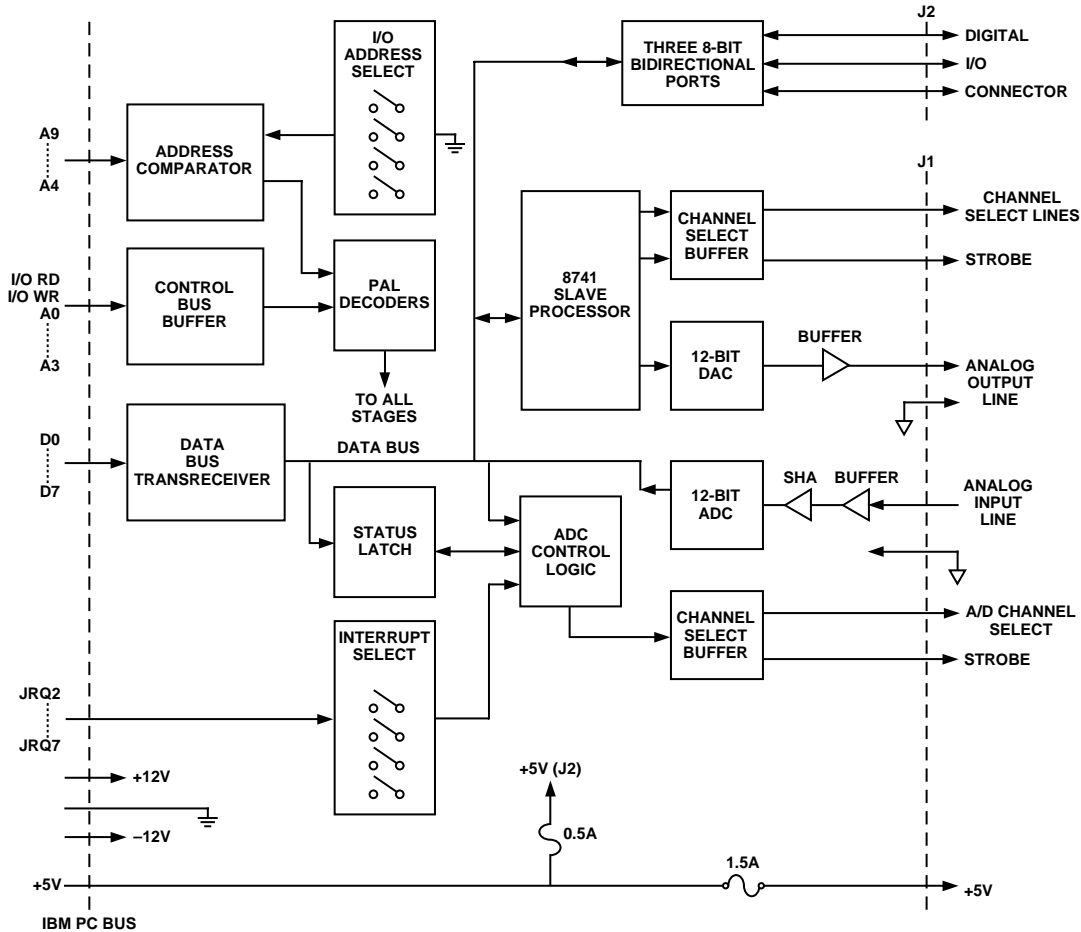 J2
I/O
ADDRESS
SELECT
THREE 8-BIT
BIDIRECTIONAL
PORTS
DIGITAL
I/O
CONNECTOR
A9
A4
ADDRESS
COMPARATOR
J1
8741
SLAVE
PROCESSOR
CHANNEL
SELECT
BUFFER
CHANNEL
SELECT LINES
STROBE
I/O RD
I/O WR
A0
A3
CONTROL
BUS
BUFFER
PAL
DECODERS
TO ALL
STAGES
12-BIT
DAC
BUFFER
ANALOG
OUTPUT
LINE
D0
D7
DATA
BUS
TRANSRECEIVER
DATA BUS
12-BIT
ADC
SHA
BUFFER
ANALOG
INPUT
LINE
STATUS
LATCH
ADC
CONTROL
LOGIC
CHANNEL
SELECT
BUFFER
A/D CHANNEL
SELECT
STROBE
INTERRUPT
SELECT
JRQ2
JRQ7
+12V
–12V
+5V (J2)
0.5A
1.5A
+5V
+5V
IBM PC BUS